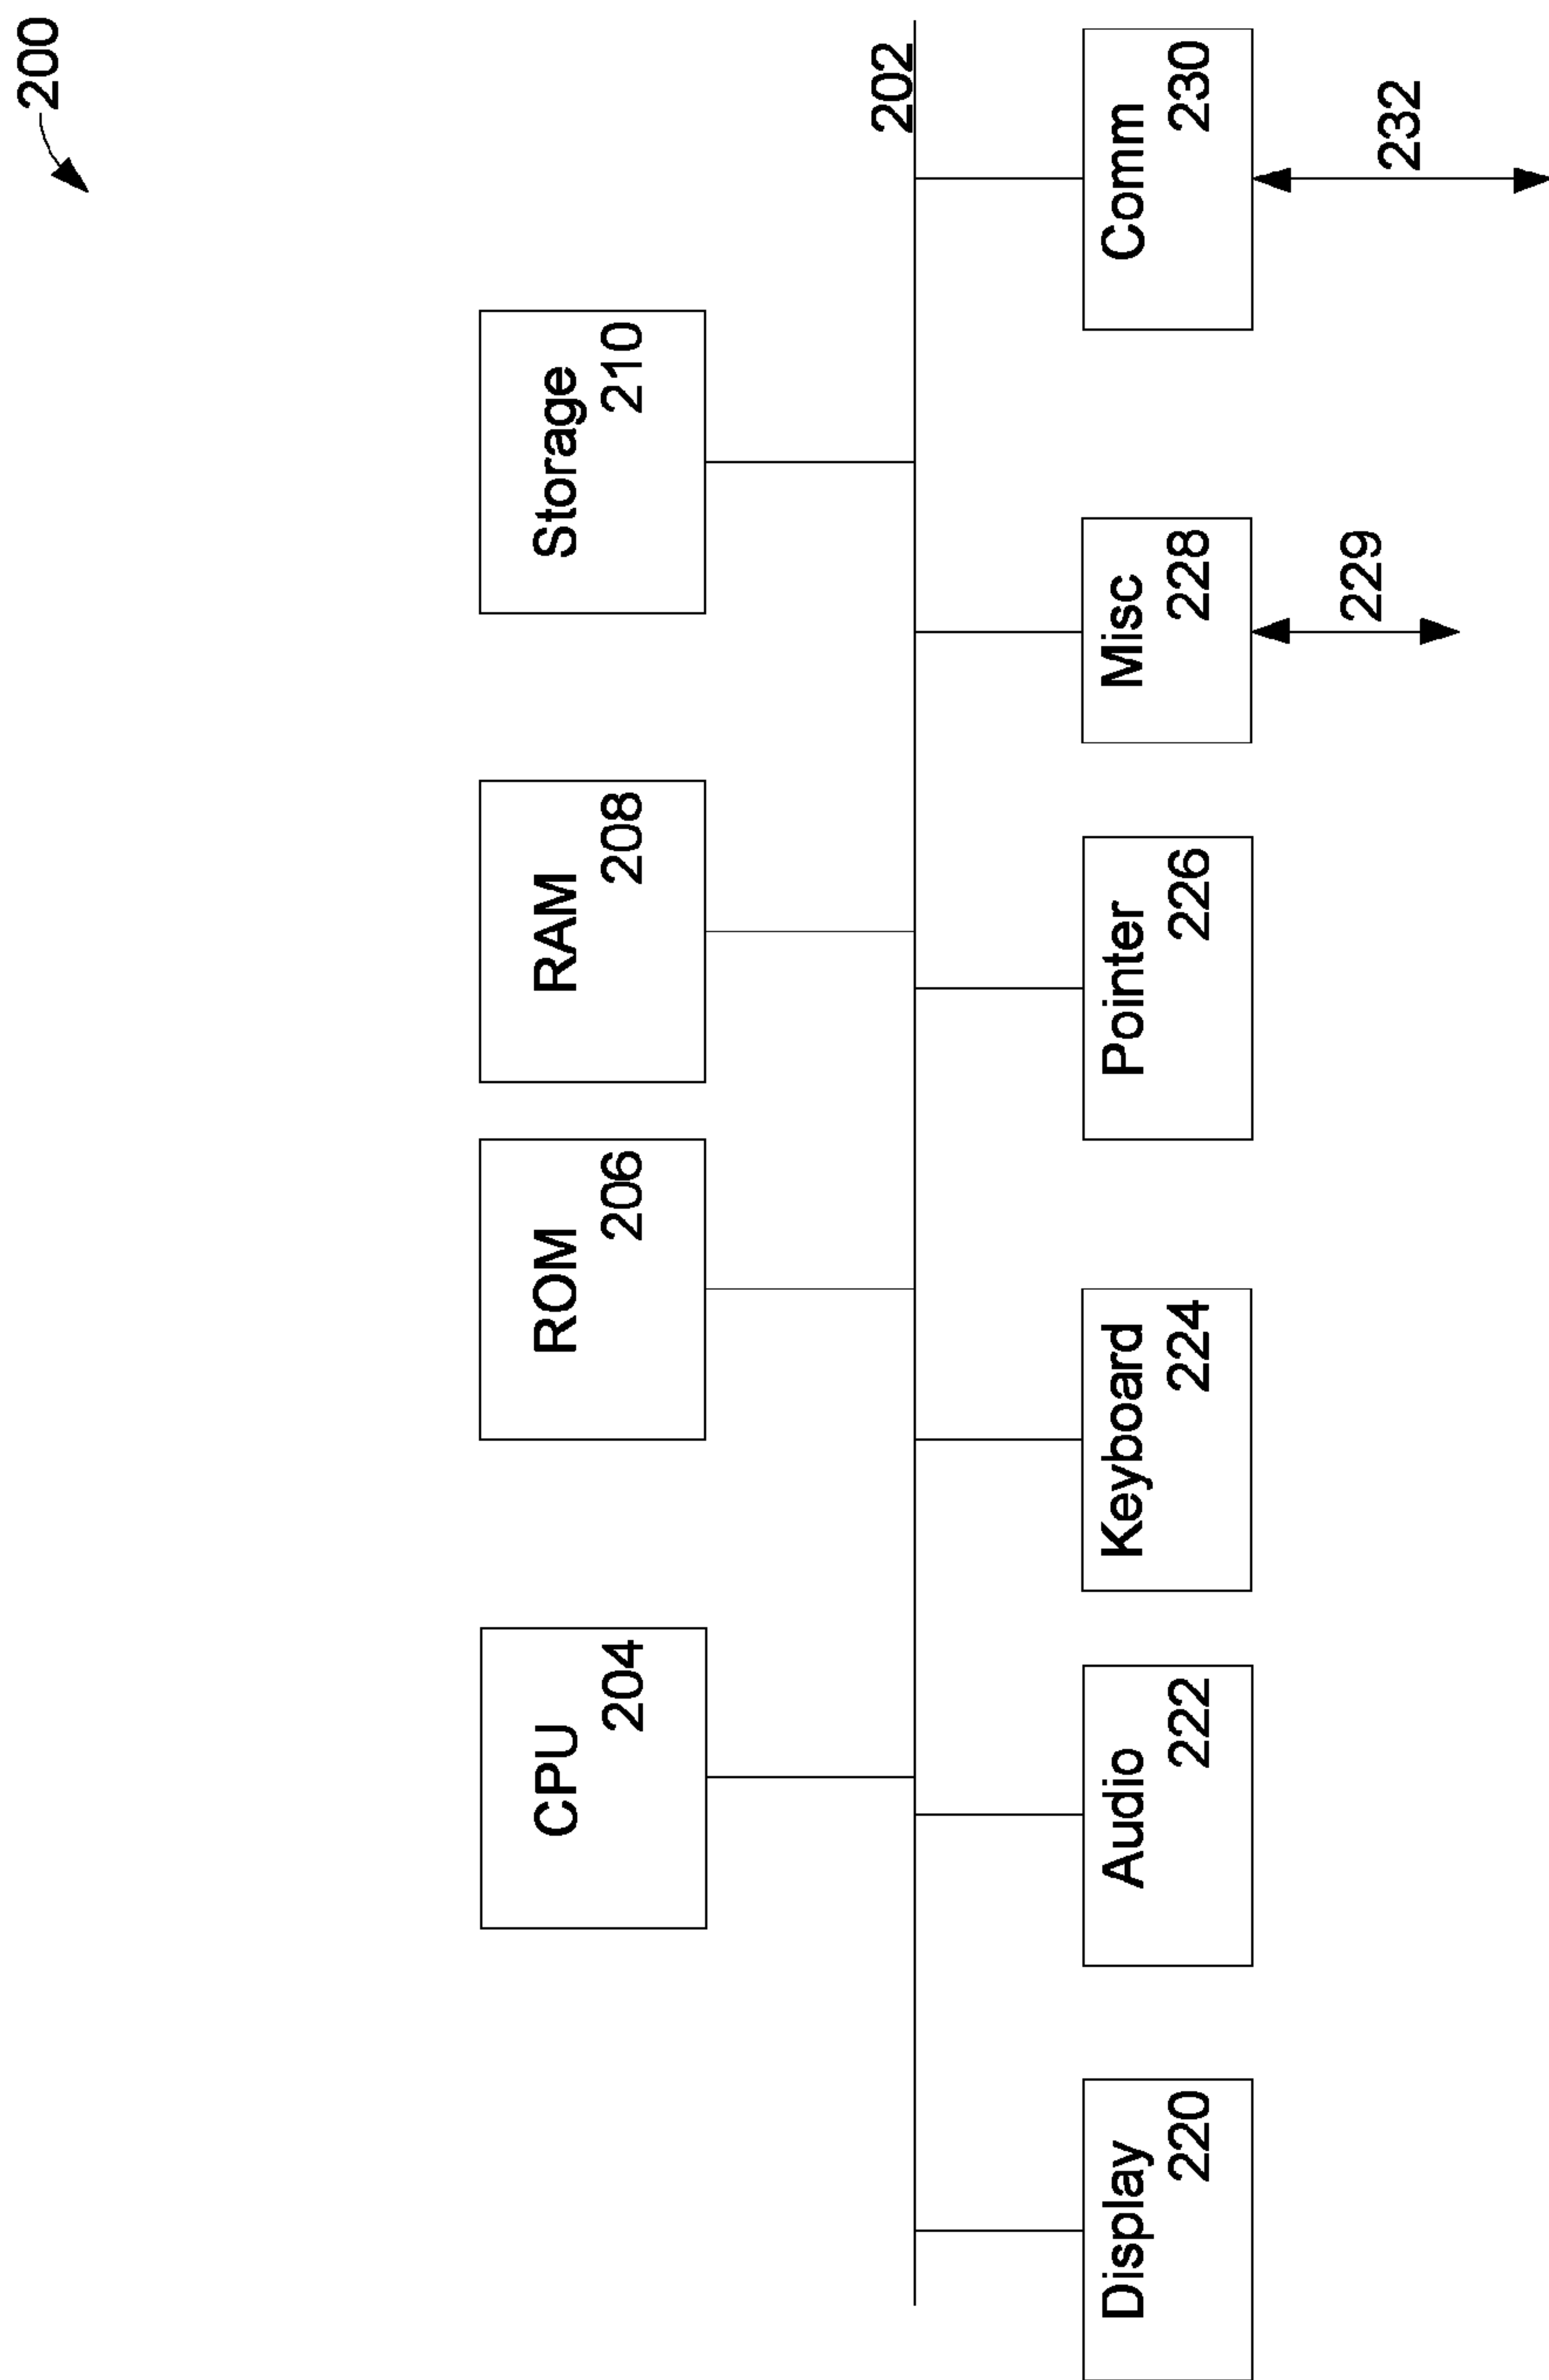 200
CPU
204
ROM
206
RAM
208
Storage
210
202
Display
220
Audio
222
Keyboard
224
Pointer
226
Misc
228
Comm
230
229
232